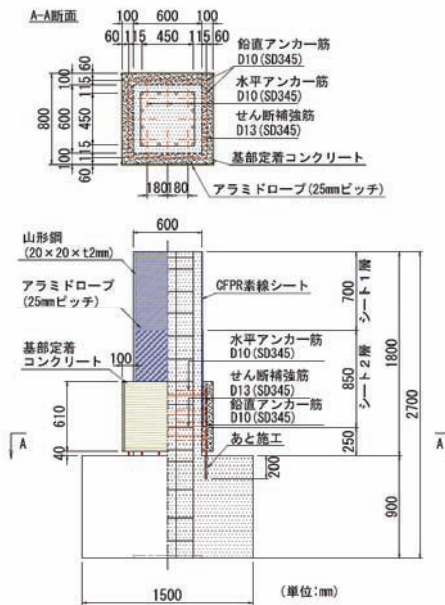 A-A断面
100 600 100
60 115 450 115 60
鉛直アンカー筋
D10(SD345)
水平アンカー筋
D10(SD345)
せん断補強筋
D13(SD345)
基部定着コンクリート
アラミドロープ(25mmピッチ)
60
115
100
800
600
450
115
100
60
180 180
600
山形鋼
(20×20×t2mm)
アラミドロープ
(25mmピッチ)
基部定着
コンクリート
100
CFPR素線シート
水平アンカー筋
D10(SD345)
せん断補強筋
D13(SD345)
鉛直アンカー筋
D10(SD345)
あと施工
700
シート1層
850
シート2層
250
1800
2700
900
610
40
200
A
A
1500
(単位:mm)